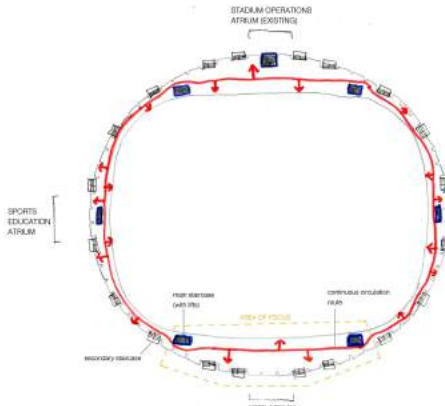 STADIUM OPERATIONS
ATRIUM (EXISTING)
SPORTS
EDUCATION
ATRIUM
main staircase
(with lifts)
continuous circulation
route
AREA OF FOCUS
secondary staircase